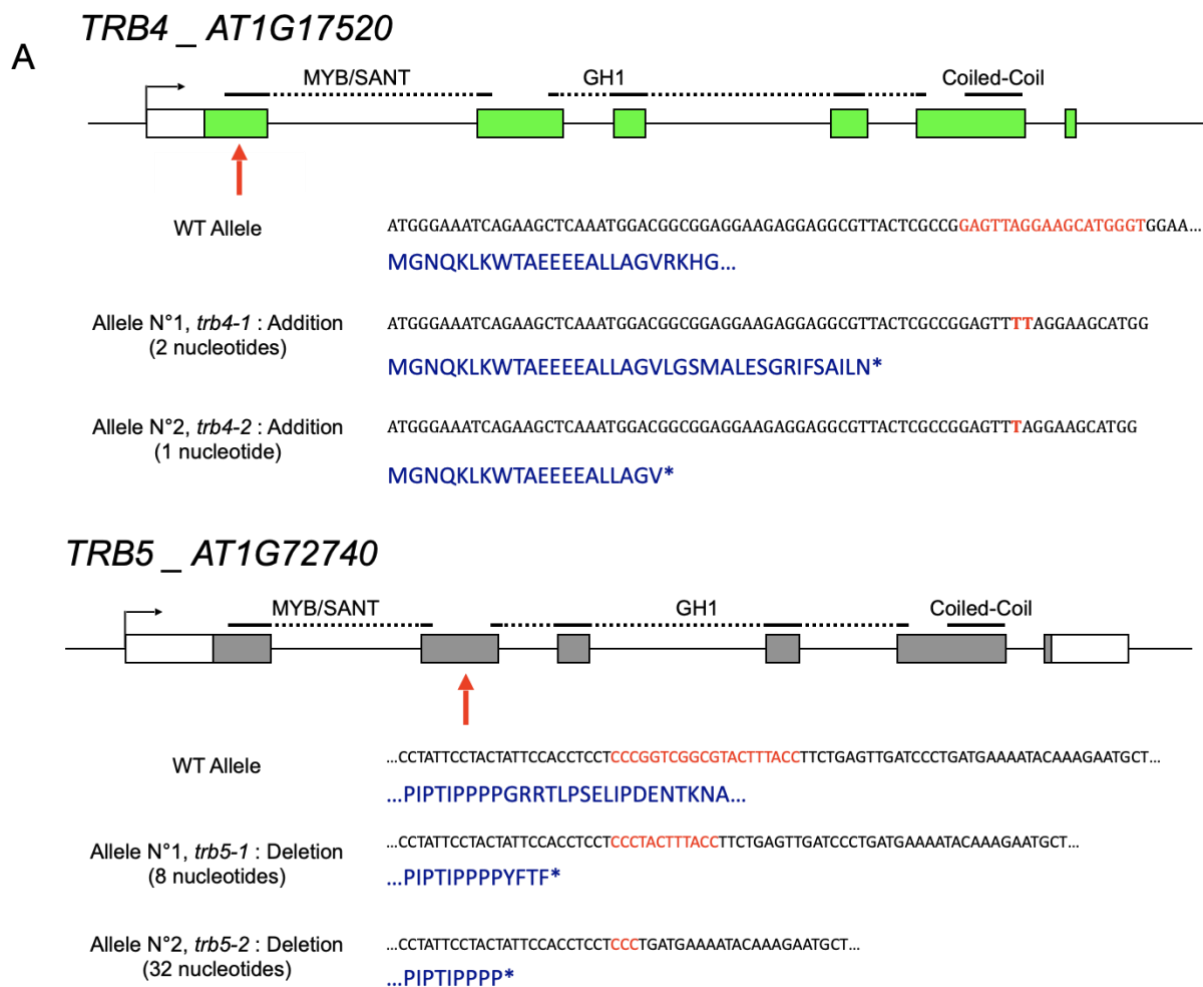 TRB4 _ AT1G17520
A
MYB/SANT GH1 Coiled-Coil
WT Allele ATGGGAAATCAGAAGCTCAAATGGACGGCGGAGGAAGAGGAGGCGTTACTCGCCGGAGTTAGGAAGCATGGGTGGAA...
MGNQKLKWTAEEEEALLAGVRKHG...
Allele N°1, trb4-1 : Addition ATGGGAAATCAGAAGCTCAAATGGACGGCGGAGGAAGAGGAGGCGTTACTCGCCGGAGTTTTAGGAAGCATGG
(2 nucleotides)
MGNQKLKWTAEEEEALLAGVLGSMALESGRIFSAILN*
Allele N°2, trb4-2 : Addition ATGGGAAATCAGAAGCTCAAATGGACGGCGGAGGAAGAGGAGGCGTTACTCGCCGGAGTTTAGGAAGCATGG
(1 nucleotide)
MGNQKLKWTAEEEEALLAGV*
TRB5 _ AT1G72740
MYB/SANT GH1 Coiled-Coil
WT Allele ...CCTATTCCTACTATTCCACCTCCTCCCGGTCGGCGTACTTTACCTTCTGAGTTGATCCCTGATGAAAATACAAAGAATGCT...
...PIPTIPPPPGRRTLPSELIPDENTKNA...
Allele N°1, trb5-1 : Deletion ...CCTATTCCTACTATTCCACCTCCTCCCTACTTTACCTTCTGAGTTGATCCCTGATGAAAATACAAAGAATGCT...
(8 nucleotides)
...PIPTIPPPPYFTF*
Allele N°2, trb5-2 : Deletion ...CCTATTCCTACTATTCCACCTCCTCCCTGATGAAAATACAAAGAATGCT...
(32 nucleotides)
...PIPTIPPPP*